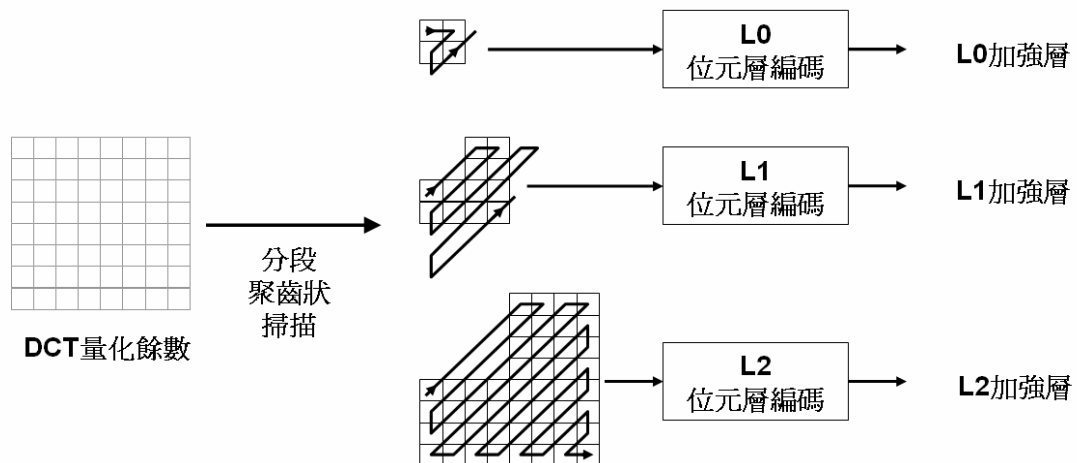 L0
位元層編碼
L0加強層
L1
位元層編碼
L1加強層
分段
聚齒狀
掃描
DCT量化餘數
L2
位元層編碼
L2加強層